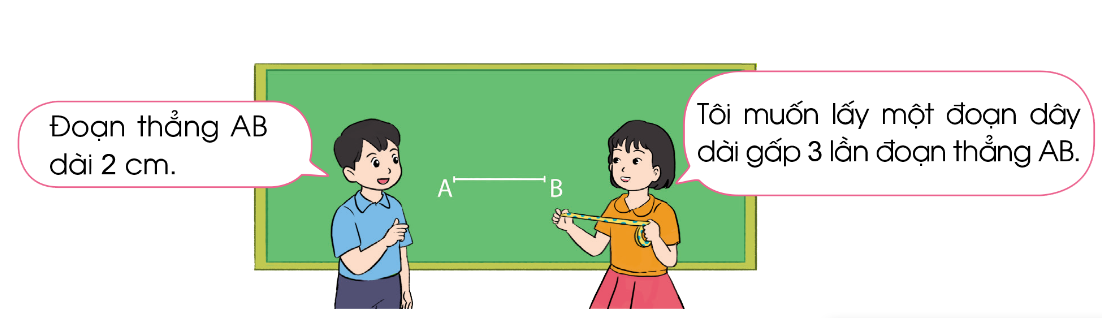 Đoạn thẳng AB
dài 2 cm.
Tôi muốn lấy một đoạn dây
dài gấp 3 lần đoạn thẳng AB.
A
B